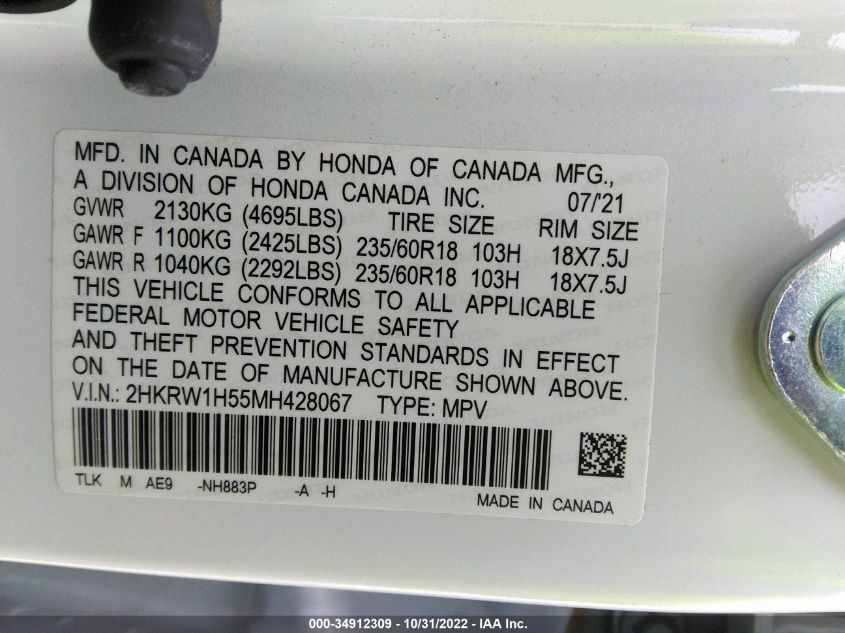 MFD. IN CANADA BY HONDA OF CANADA MFG.,
A DIVISION OF HONDA CANADA INC. 07/'21
GVWR 2130KG (4695LBS) TIRE SIZE RIM SIZE
GAWR F 1100KG (2425LBS) 235/60R18 103H 18X7.5J
GAWR R 1040KG (2292LBS) 235/60R18 103H 18X7.5J
THIS VEHICLE CONFORMS TO ALL APPLICABLE
FEDERAL MOTOR VEHICLE SAFETY
AND THEFT PREVENTION STANDARDS IN EFFECT
ON THE DATE OF MANUFACTURE SHOWN ABOVE.
V.I.N.: 2HKRW1H55MH428067 TYPE: MPV
TLK M AE9 -NH883P -A -H
MADE IN CANADA
000-34912309 - 10/31/2022 - IAA Inc.